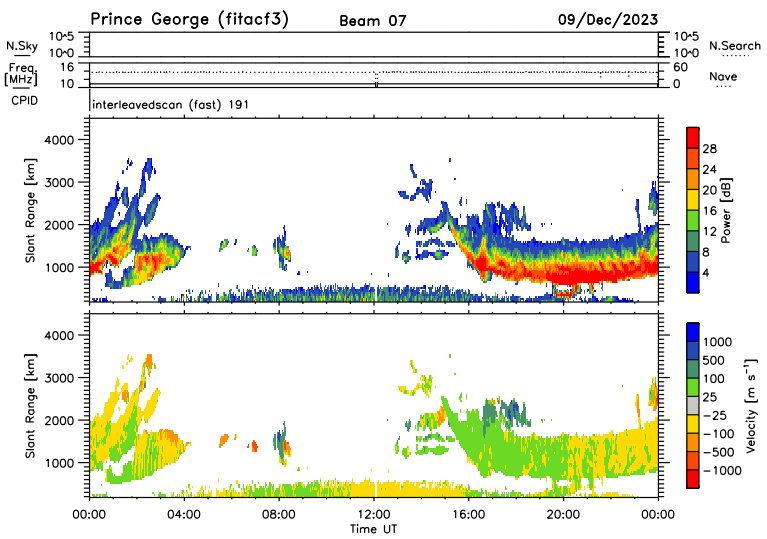 Prince George (fitacf3) Beam 07 09/Dec/2023
N.Sky 10^5 10^0 10^5 10^0 N.Search
Freq [MHz] 16 10 60 0 Nave
CPID interleavedscan (fast) 191
Slant Range [km] 4000 3000 2000 1000
28 24 20 16 12 8 4 Power [dB]
Slant Range [km] 4000 3000 2000 1000
1000 500 100 25 −25 −100 −500 −1000 Velocity [m s⁻¹]
00:00 04:00 08:00 12:00 16:00 20:00 00:00
Time UT